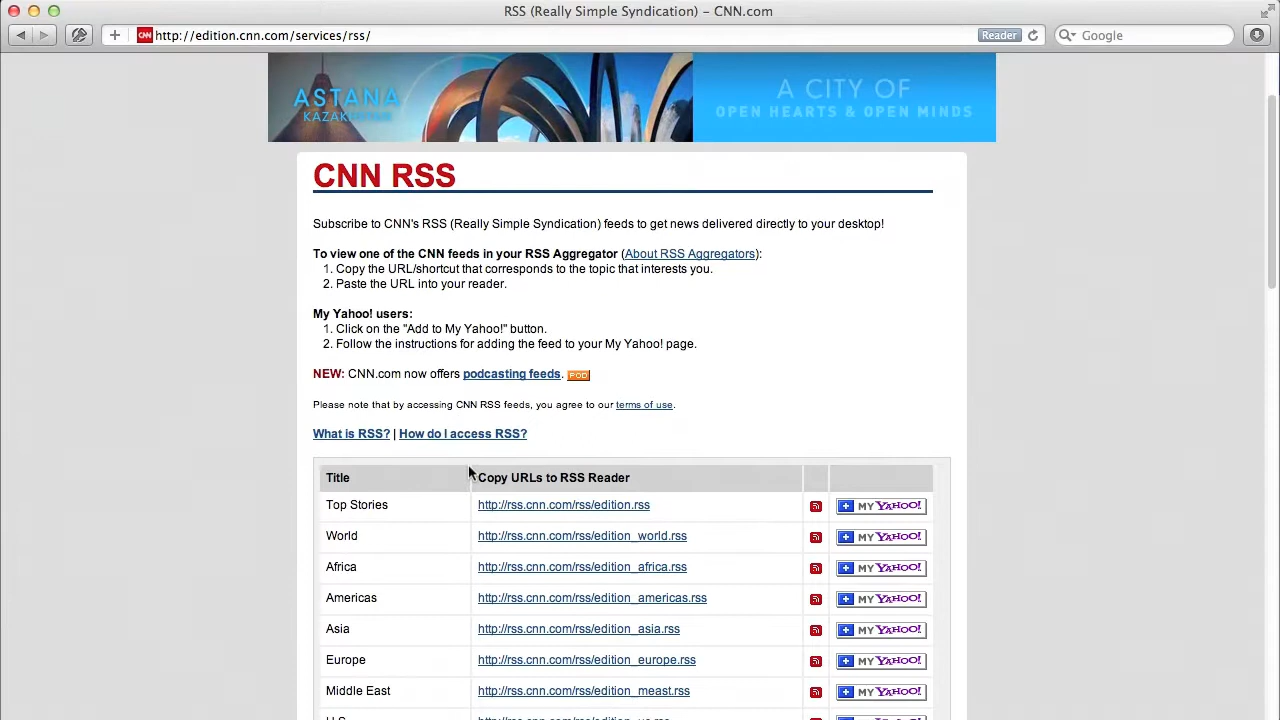 RSS (Really Simple Syndication) – CNN.com
CNN http://edition.cnn.com/services/rss/
Reader
Google
ASTANA
KAZAKHSTAN
A CITY OF
OPEN HEARTS & OPEN MINDS
CNN RSS
Subscribe to CNN's RSS (Really Simple Syndication) feeds to get news delivered directly to your desktop!
To view one of the CNN feeds in your RSS Aggregator (About RSS Aggregators):
1. Copy the URL/shortcut that corresponds to the topic that interests you.
2. Paste the URL into your reader.
My Yahoo! users:
1. Click on the "Add to My Yahoo!" button.
2. Follow the instructions for adding the feed to your My Yahoo! page.
NEW: CNN.com now offers podcasting feeds. POD
Please note that by accessing CNN RSS feeds, you agree to our terms of use.
What is RSS? | How do I access RSS?
Title Copy URLs to RSS Reader
Top Stories http://rss.cnn.com/rss/edition.rss MY YAHOO!
World http://rss.cnn.com/rss/edition_world.rss MY YAHOO!
Africa http://rss.cnn.com/rss/edition_africa.rss MY YAHOO!
Americas http://rss.cnn.com/rss/edition_americas.rss MY YAHOO!
Asia http://rss.cnn.com/rss/edition_asia.rss MY YAHOO!
Europe http://rss.cnn.com/rss/edition_europe.rss MY YAHOO!
Middle East http://rss.cnn.com/rss/edition_meast.rss MY YAHOO!